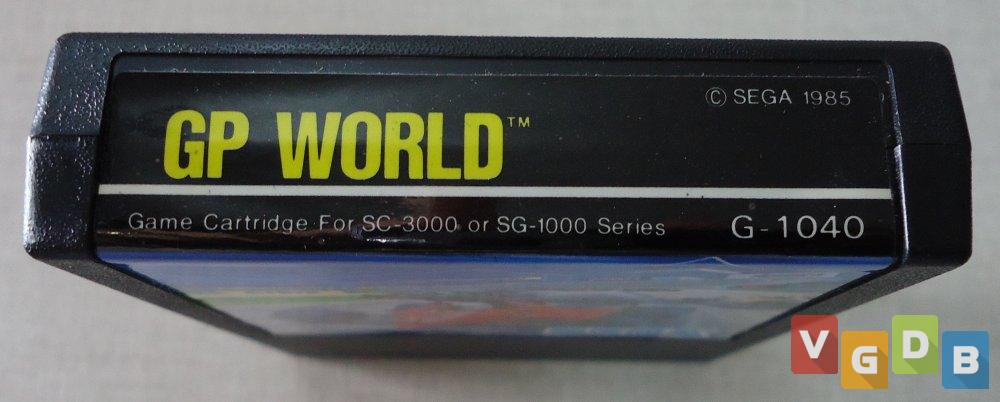 © SEGA 1985
GP WORLD™
Game Cartridge For SC-3000 or SG-1000 Series
G-1040
VGDB